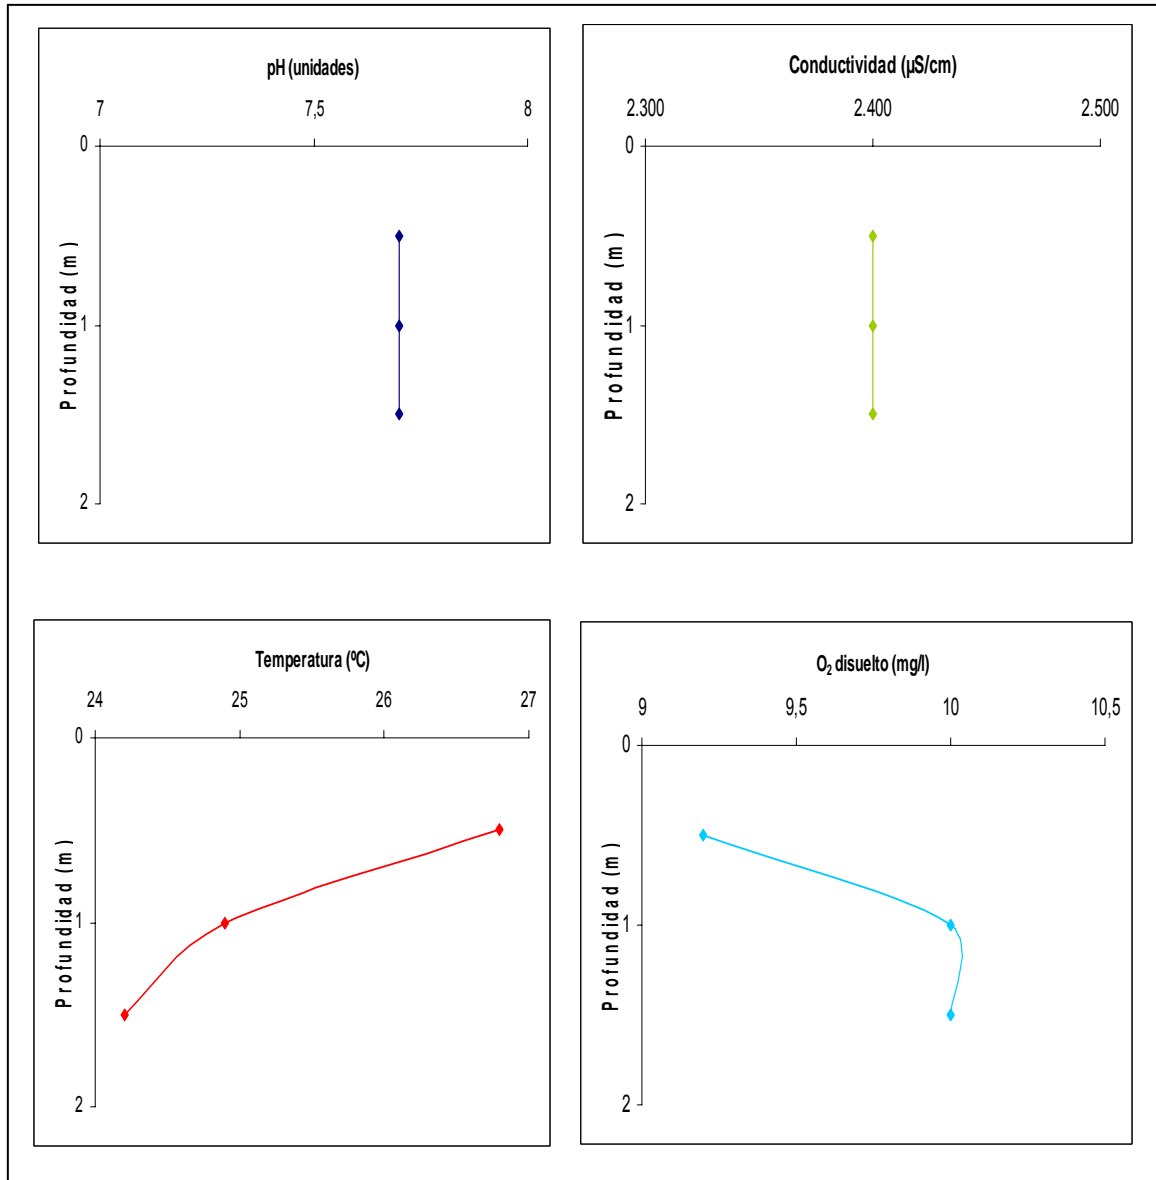 pH (unidades)
7 7,5 8
0
1
2
Profundidad (m)
Conductividad (µS/cm)
2.300 2.400 2.500
0
1
2
Profundidad (m)
Temperatura (ºC)
24 25 26 27
0
1
2
Profundidad (m)
O₂ disuelto (mg/l)
9 9,5 10 10,5
0
1
2
Profundidad (m)